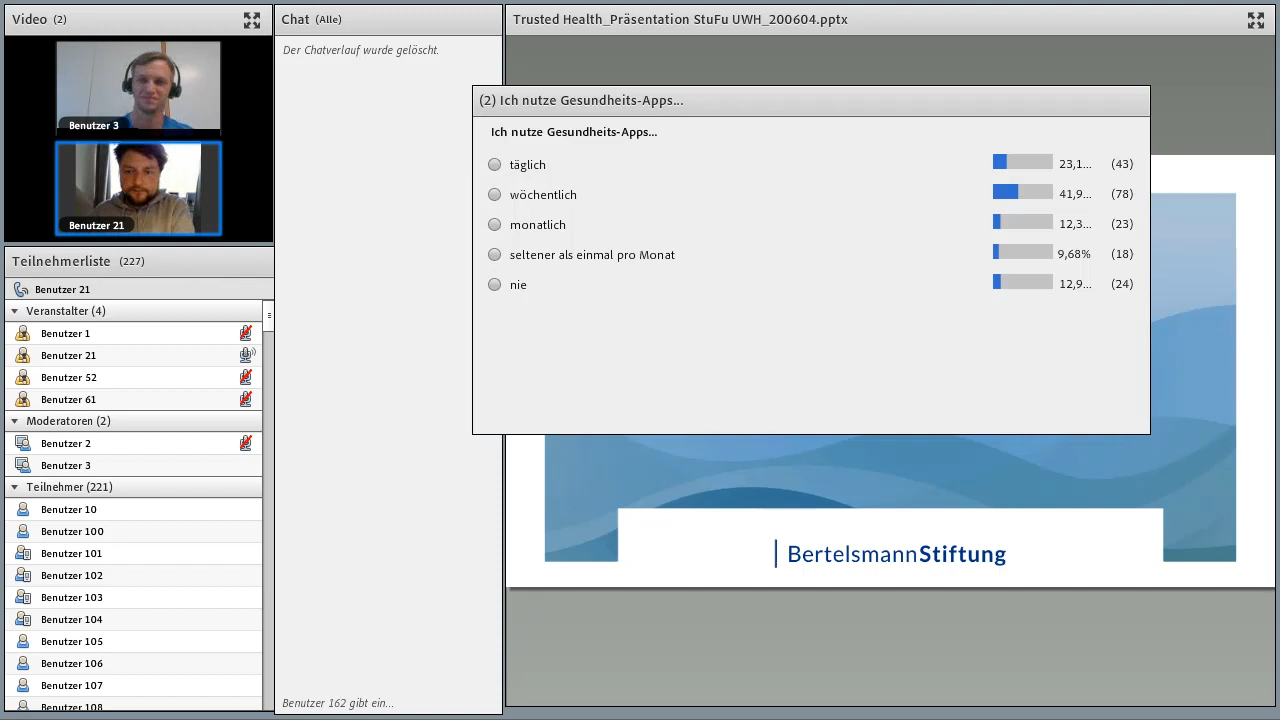 Video (2)
Benutzer 3
Benutzer 21
Teilnehmerliste (227)
Benutzer 21
Veranstalter (4)
Benutzer 1
Benutzer 21
Benutzer 52
Benutzer 61
Moderatoren (2)
Benutzer 2
Benutzer 3
Teilnehmer (221)
Benutzer 10
Benutzer 100
Benutzer 101
Benutzer 102
Benutzer 103
Benutzer 104
Benutzer 105
Benutzer 106
Benutzer 107
Benutzer 108
Chat (Alle)
Der Chatverlauf wurde gelöscht.
Benutzer 162 gibt ein...
Trusted Health_Präsentation StuFu UWH_200604.pptx
(2) Ich nutze Gesundheits-Apps...
Ich nutze Gesundheits-Apps...
täglich 23,1... (43)
wöchentlich 41,9... (78)
monatlich 12,3... (23)
seltener als einmal pro Monat 9,68% (18)
nie 12,9... (24)
BertelsmannStiftung